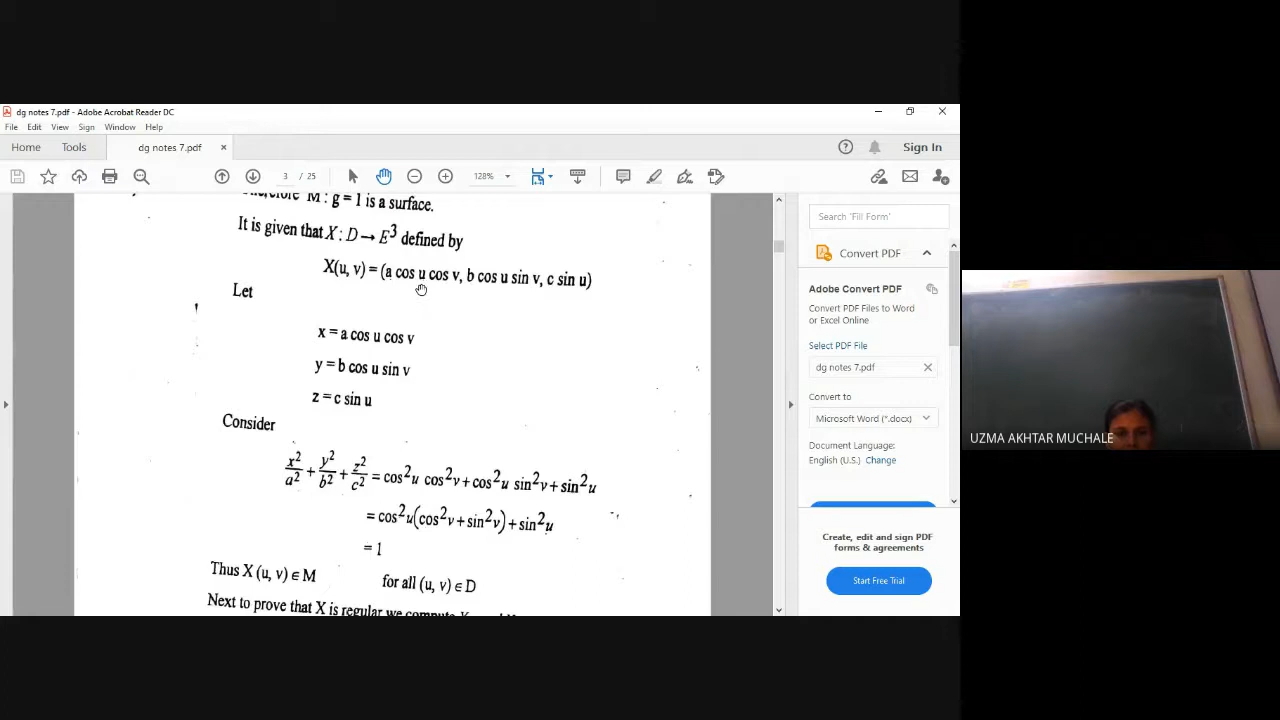 dg notes 7.pdf - Adobe Acrobat Reader DC
File Edit View Sign Window Help
Home Tools dg notes 7.pdf × Sign In
3 / 25 128%
M : g = 1 is a surface.
It is given that X : D → E³ defined by
X(u, v) = (a cos u cos v, b cos u sin v, c sin u)
Let
x = a cos u cos v
y = b cos u sin v
z = c sin u
Consider
x²/a² + y²/b² + z²/c² = cos²u cos²v + cos²u sin²v + sin²u
= cos²u(cos²v + sin²v) + sin²u
= 1
Thus X (u, v) ∈ M for all (u, v) ∈ D
Next to prove that X is regular we compute
Search 'Fill Form'
Convert PDF
Adobe Convert PDF
Convert PDF Files to Word
or Excel Online
Select PDF File
dg notes 7.pdf
Convert to
Microsoft Word (*.docx)
Document Language:
English (U.S.) Change
Create, edit and sign PDF
forms & agreements
Start Free Trial
UZMA AKHTAR MUCHALE